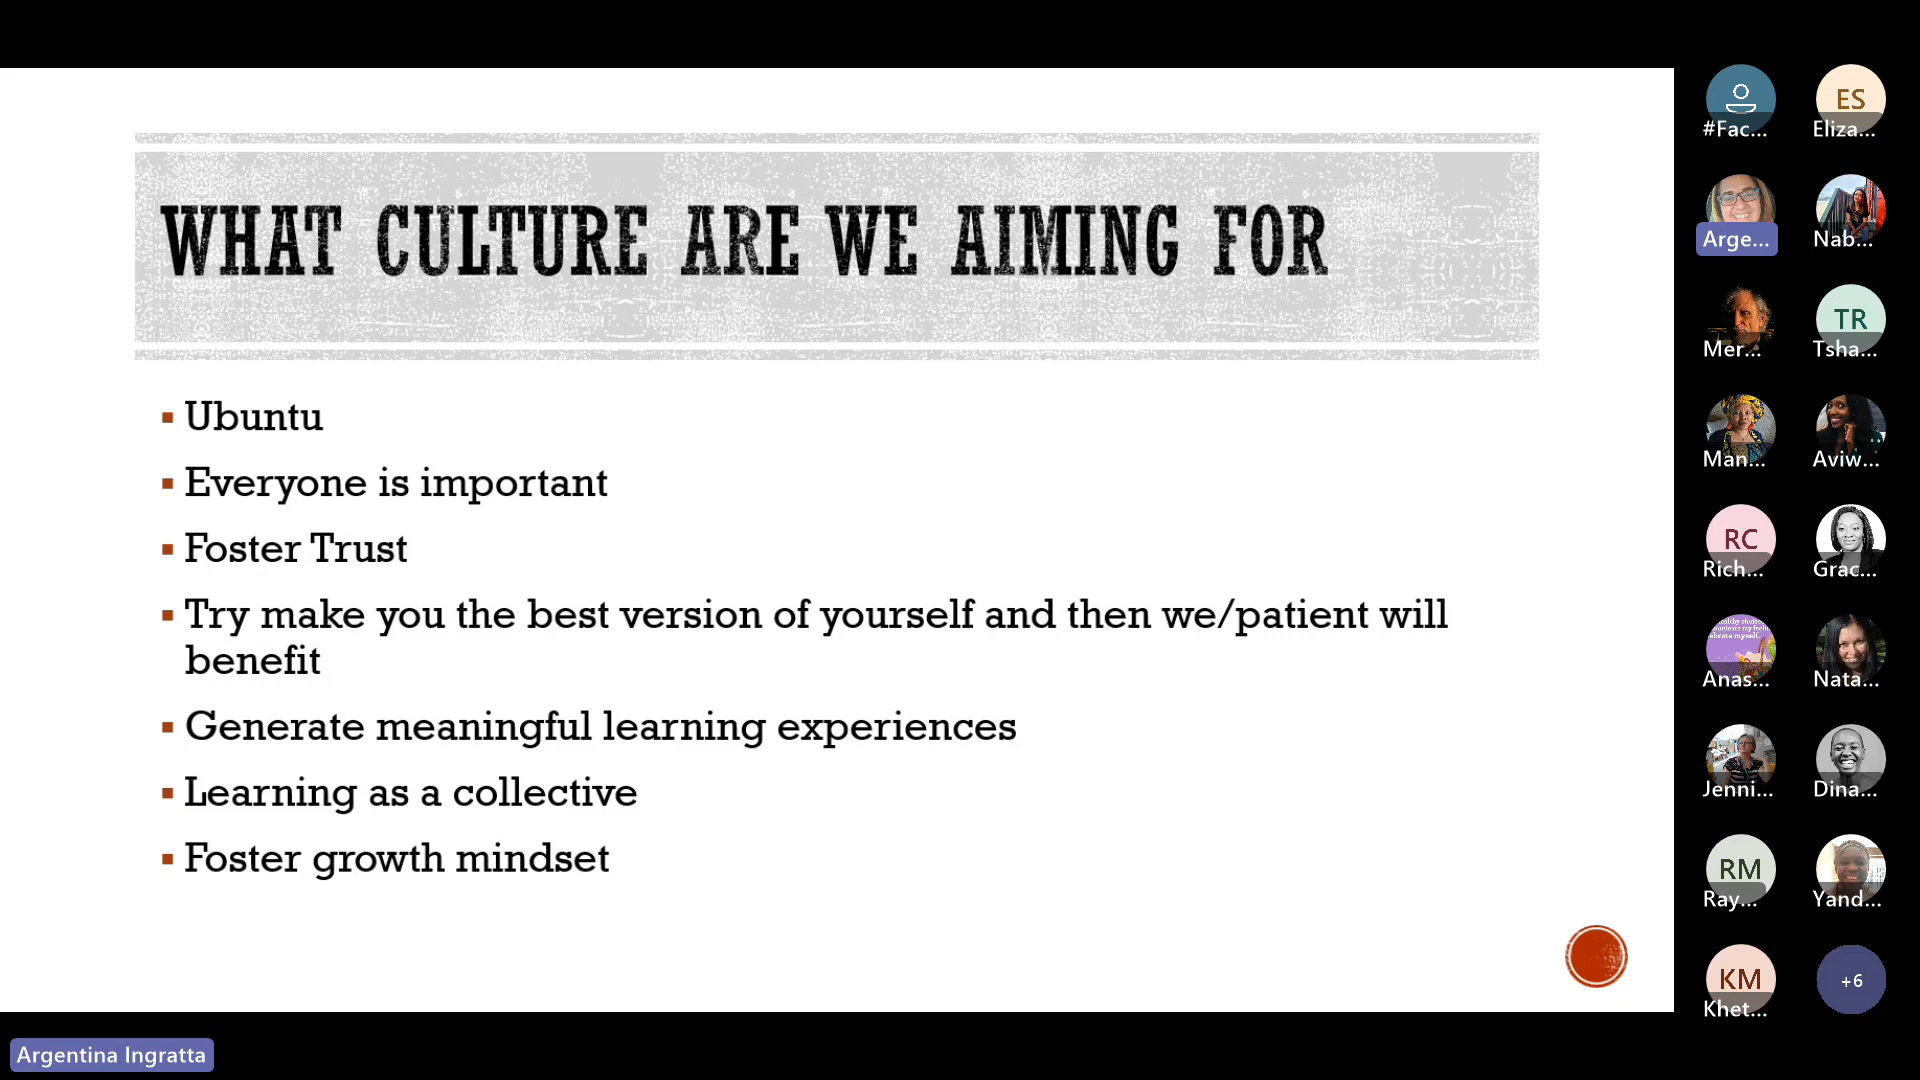 WHAT CULTURE ARE WE AIMING FOR
Ubuntu
Everyone is important
Foster Trust
Try make you the best version of yourself and then we/patient will
benefit
Generate meaningful learning experiences
Learning as a collective
Foster growth mindset
#Fac...
ES
Eliza...
Arge...
Nab...
Mer...
TR
Tsha...
Man...
Aviw...
RC
Rich...
Grac...
Anas...
Nata...
Jenni...
Dina...
RM
Ray...
Yand...
KM
Khet...
+6
Argentina Ingratta